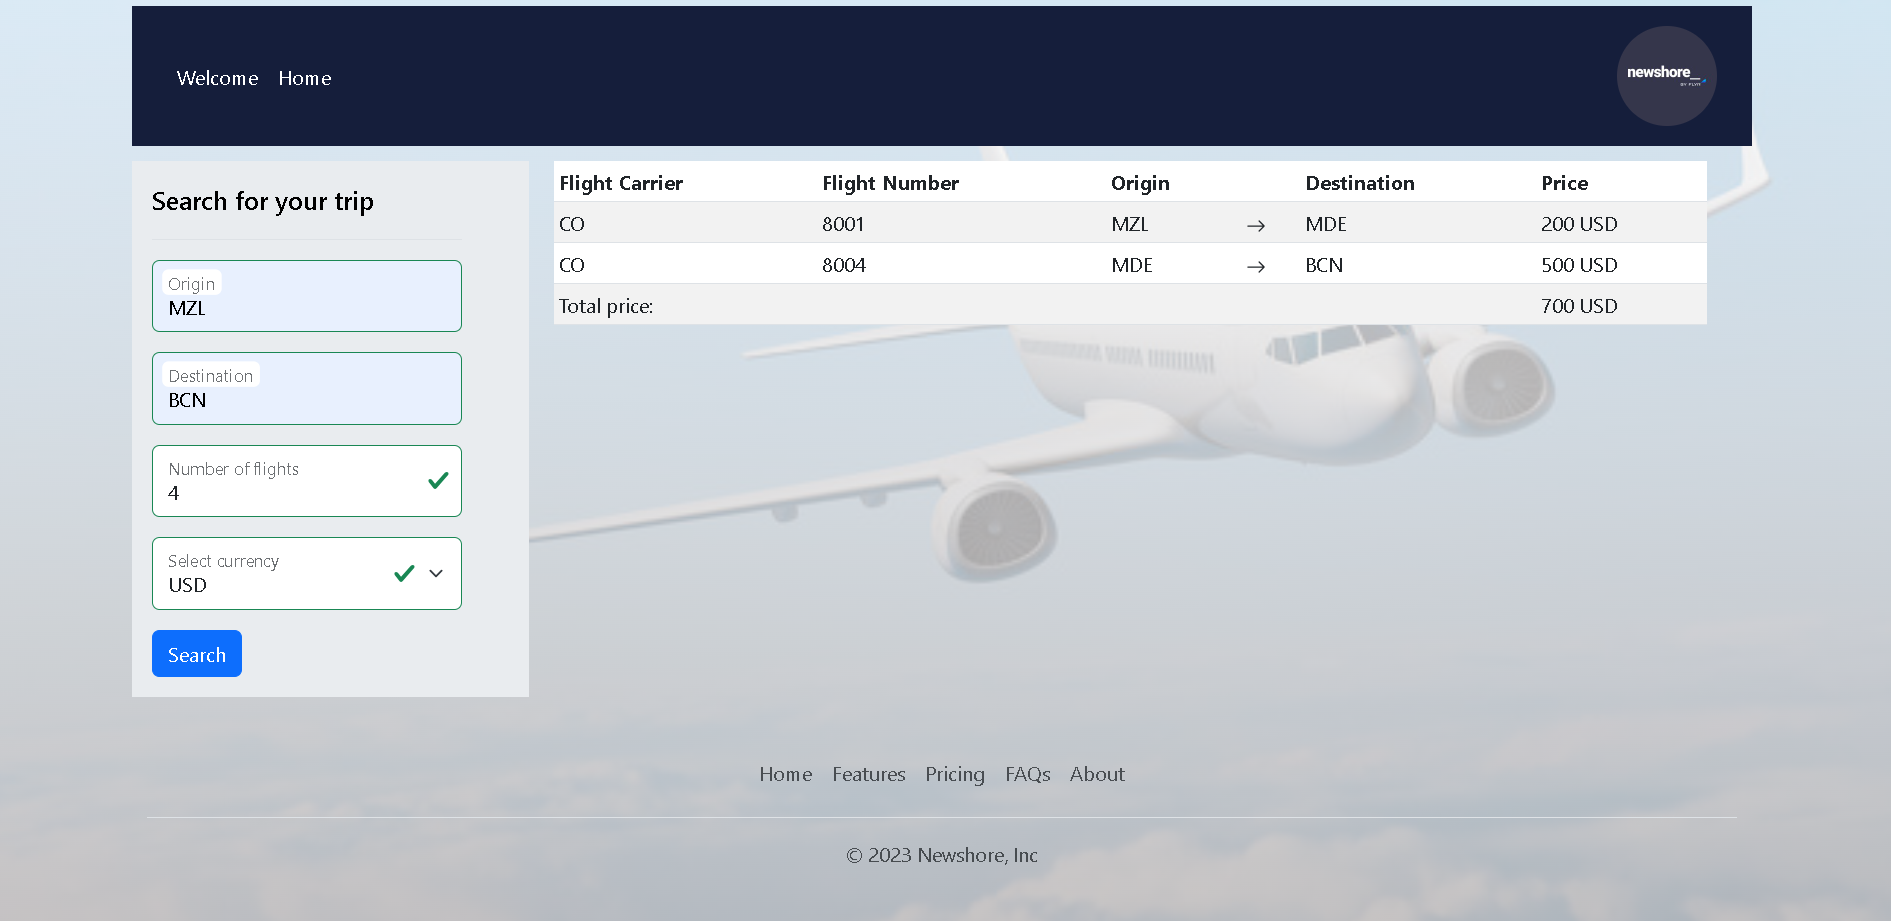 Welcome Home
newshore_
Search for your trip
Origin
MZL
Destination
BCN
Number of flights
4
Select currency
USD
Search
Flight Carrier Flight Number Origin Destination Price
CO 8001 MZL → MDE 200 USD
CO 8004 MDE → BCN 500 USD
Total price: 700 USD
Home Features Pricing FAQs About
© 2023 Newshore, Inc